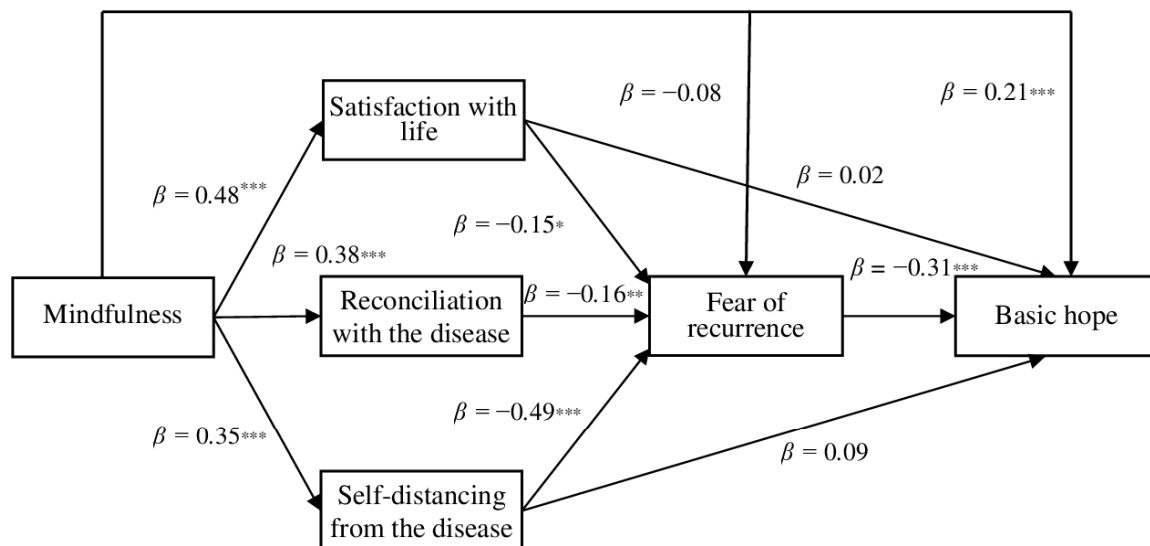 β = −0.08
β = 0.21***
Satisfaction with
life
β = 0.02
β = 0.48***
β = −0.15*
β = 0.38***
β = −0.31***
β = −0.16**
Mindfulness
Reconciliation
with the disease
Fear of
recurrence
Basic hope
β = −0.49***
β = 0.35***
β = 0.09
Self-distancing
from the disease